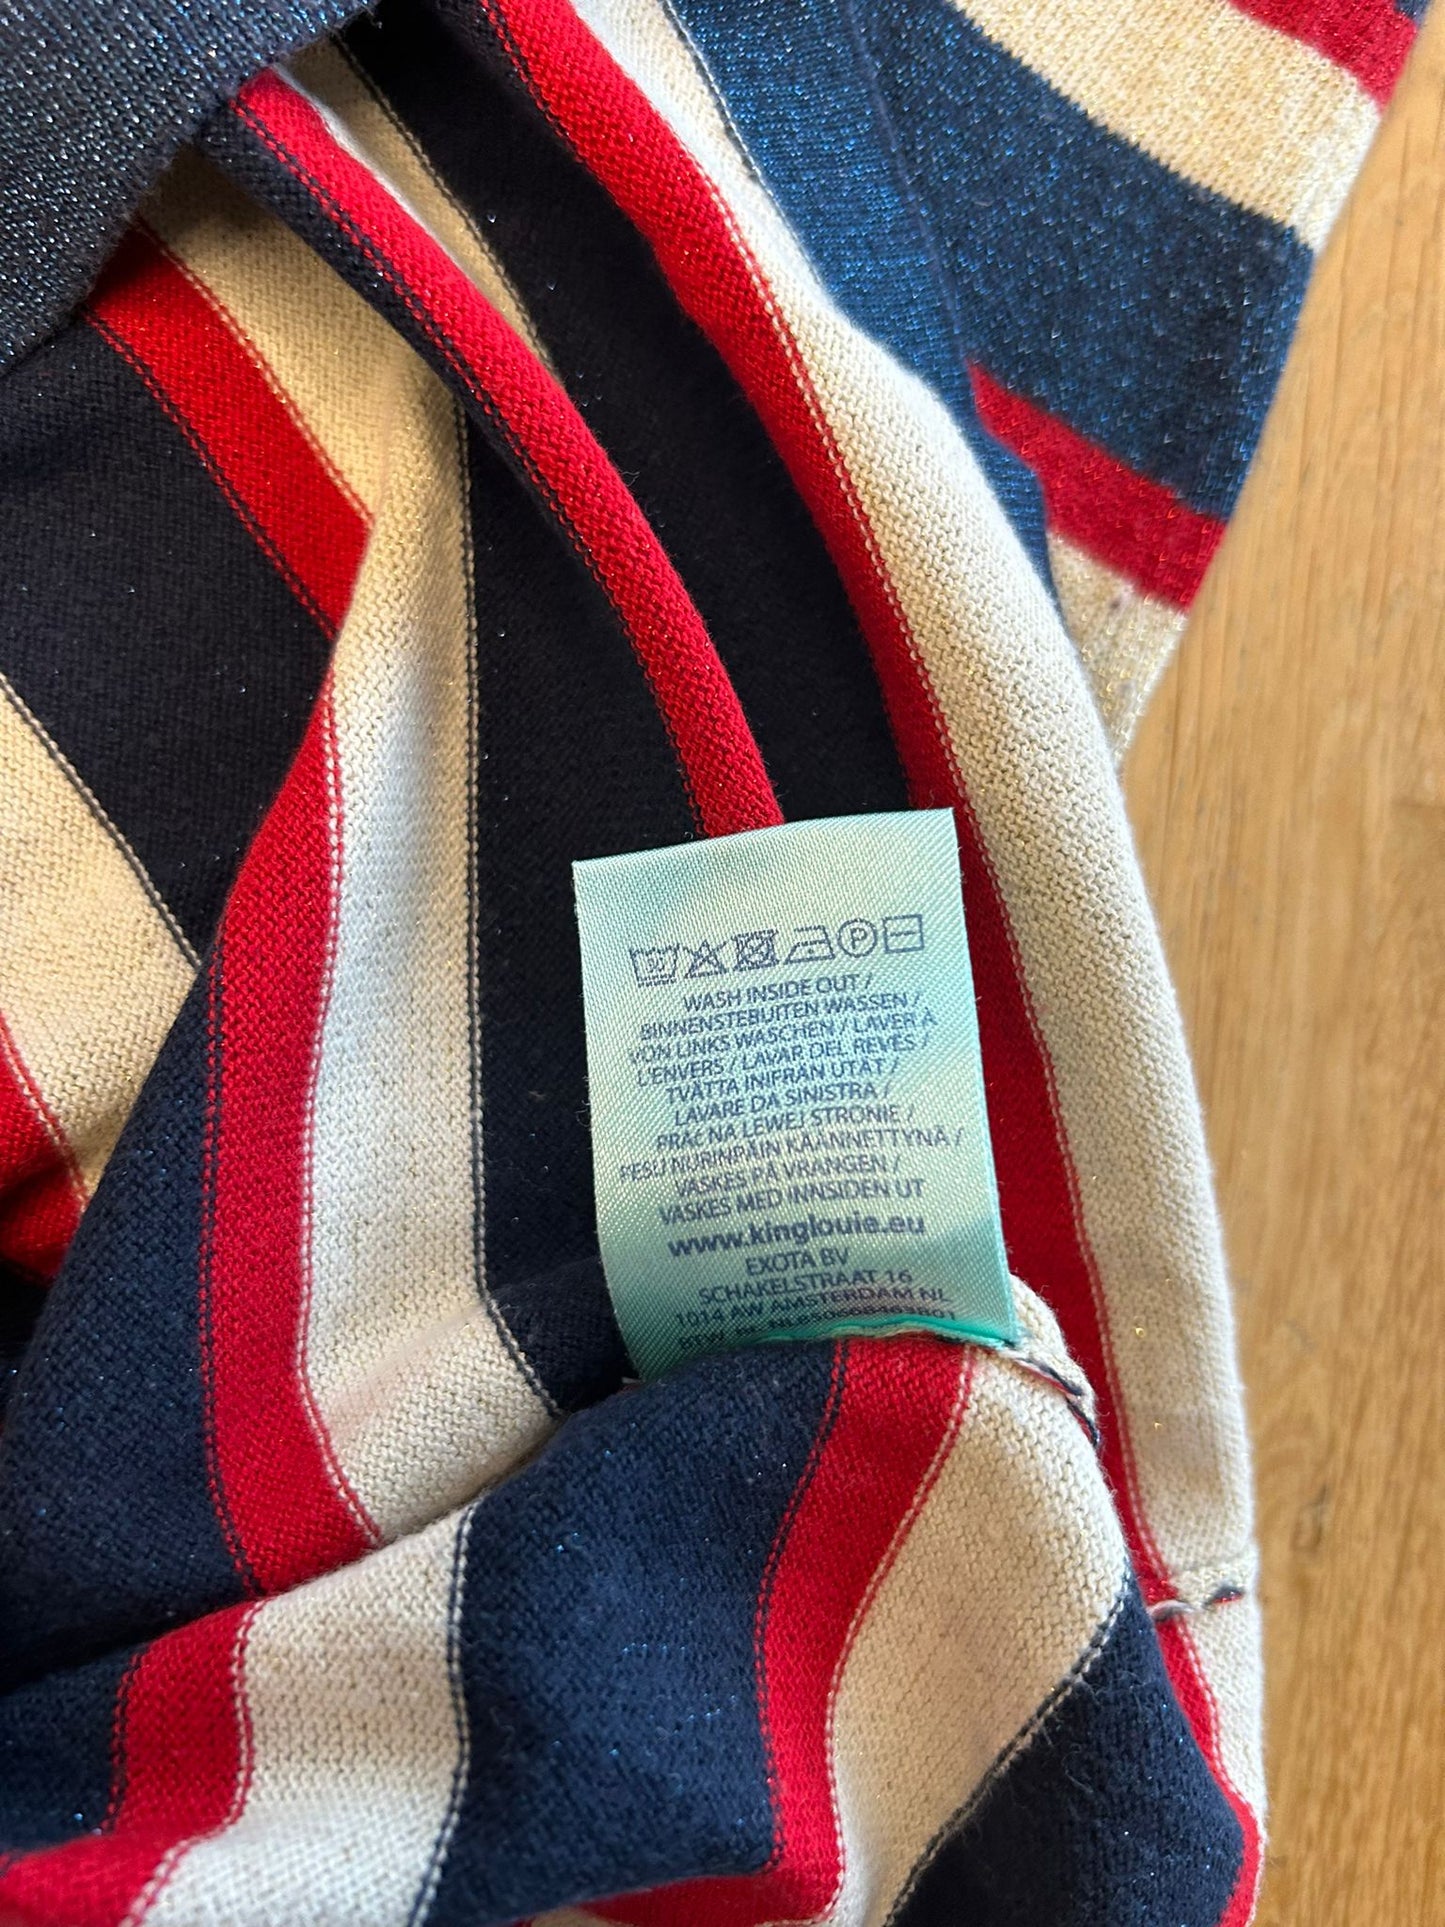 WASH INSIDE OUT /
BINNENSTEBUITEN WASSEN /
VON LINKS WASCHEN / LAVER À
L'ENVERS / LAVAR DEL REVÉS /
TVÄTTA INIFRÅN UTÅT /
LAVARE DA SINISTRA /
PRAĆ NA LEWEJ STRONIE /
PESU NURINPÄIN KÄÄNNETTYNÄ /
VASKES PÅ VRANGEN /
VASKES MED INNSIDEN UT
www.kinglouie.eu
EXOTA BV
SCHAKELSTRAAT 16
1014 AW AMSTERDAM NL
BTW